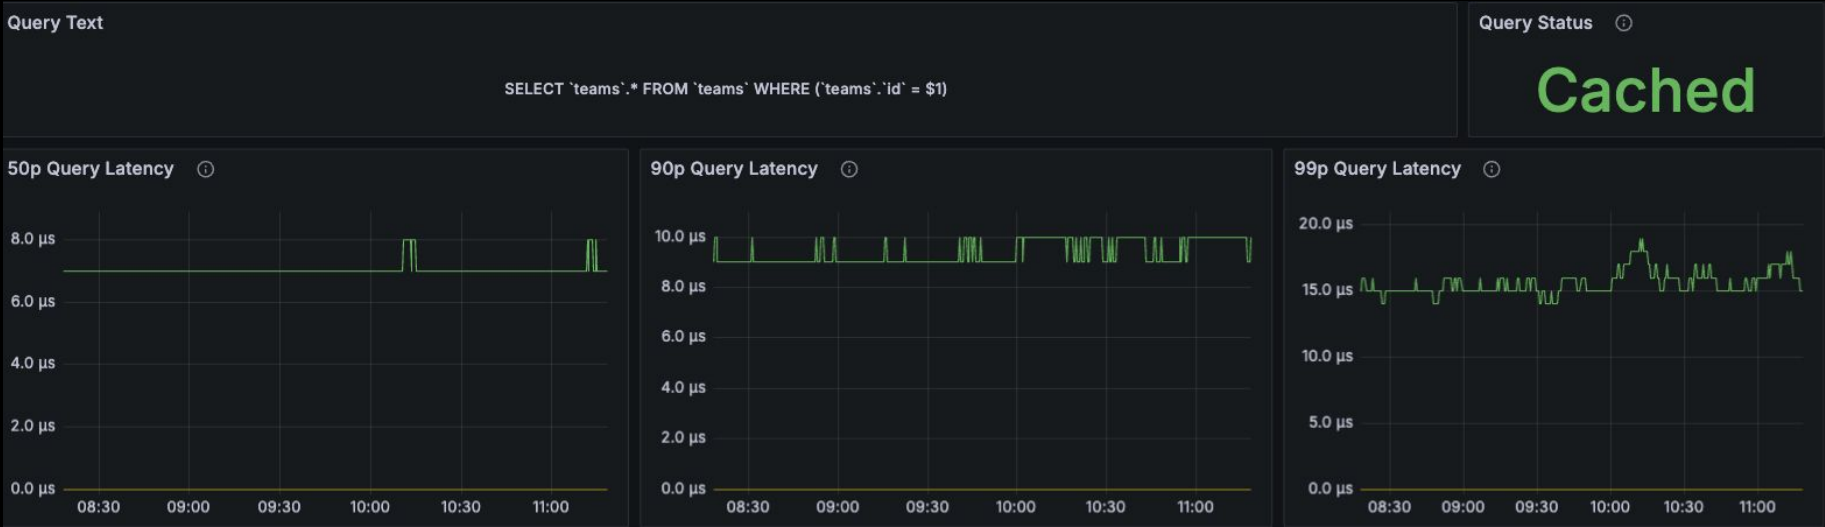 Query Text
SELECT `teams`.* FROM `teams` WHERE (`teams`.`id` = $1)
Query Status
Cached
50p Query Latency
8.0 µs
6.0 µs
4.0 µs
2.0 µs
0.0 µs
08:30 09:00 09:30 10:00 10:30 11:00
90p Query Latency
10.0 µs
8.0 µs
6.0 µs
4.0 µs
2.0 µs
0.0 µs
08:30 09:00 09:30 10:00 10:30 11:00
99p Query Latency
20.0 µs
15.0 µs
10.0 µs
5.0 µs
0.0 µs
08:30 09:00 09:30 10:00 10:30 11:00